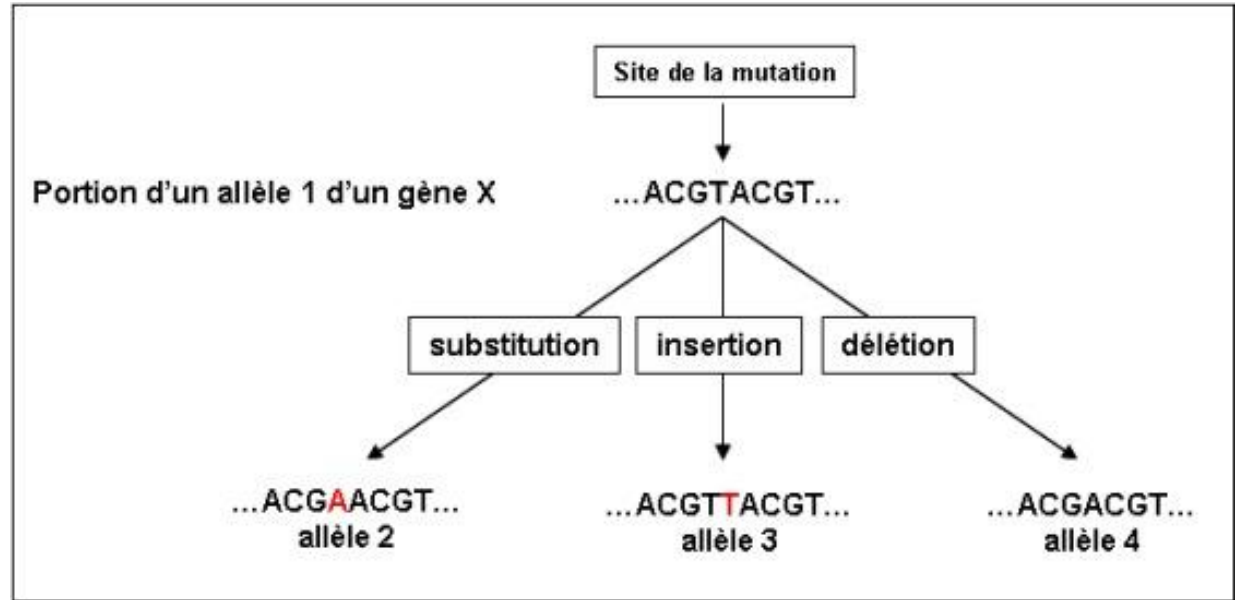 Site de la mutation
Portion d'un allèle 1 d'un gène X
...ACGTACGT...
substitution
insertion
délétion
...ACGAACGT...
allèle 2
...ACGTTACGT...
allèle 3
...ACGACGT...
allèle 4